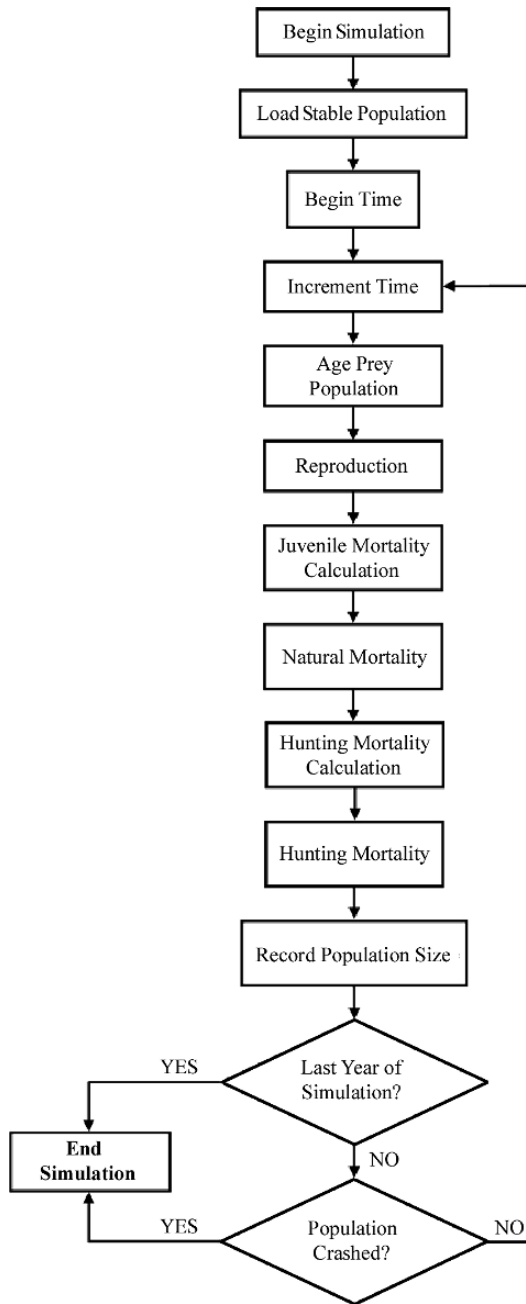 Begin Simulation
Load Stable Population
Begin Time
Increment Time
Age Prey
Population
Reproduction
Juvenile Mortality
Calculation
Natural Mortality
Hunting Mortality
Calculation
Hunting Mortality
Record Population Size
YES
Last Year of
Simulation?
End
Simulation
NO
YES
Population
Crashed?
NO